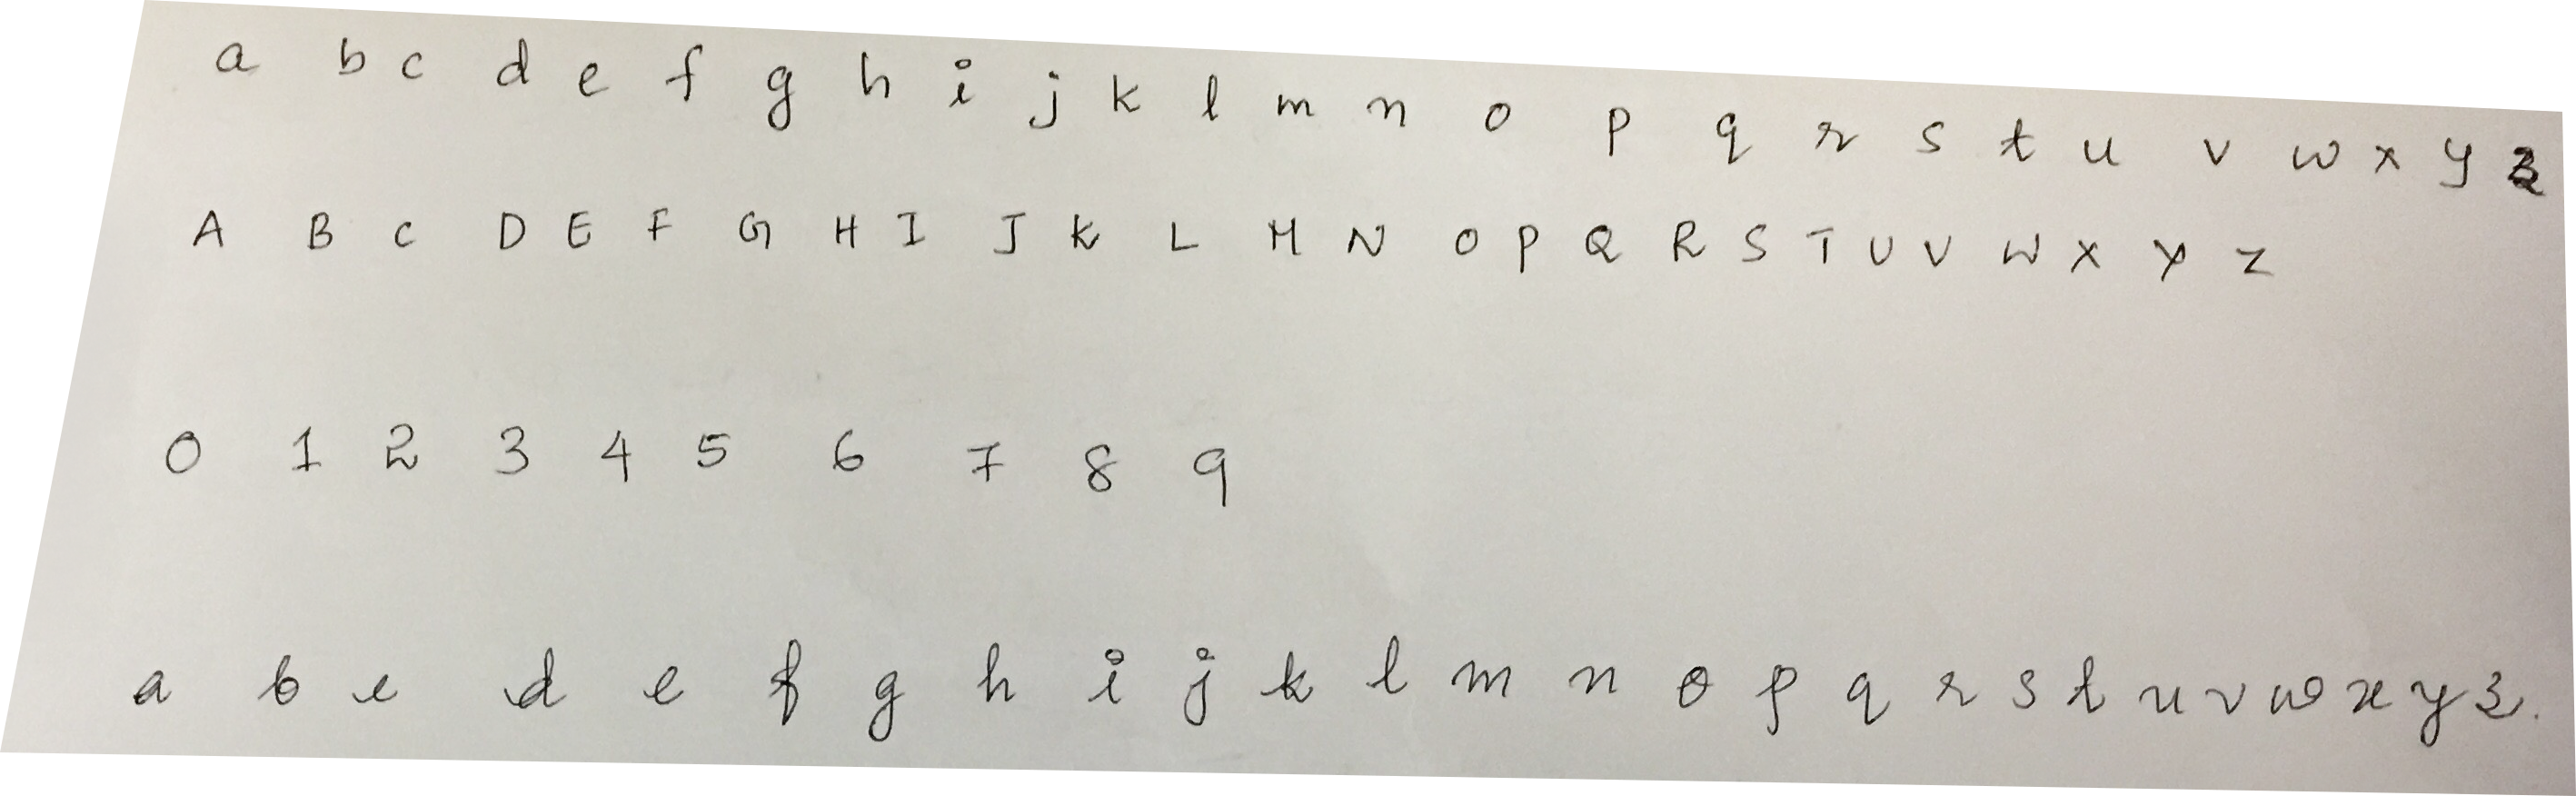 a b c d e f g h i j k l m n o p q r s t u v w x y z
A B C D E F G H I J K L M N O P Q R S T U V W X Y Z
0 1 2 3 4 5 6 7 8 9
a b c d e f g h i j k l m n o p q r s t u v w x y z.